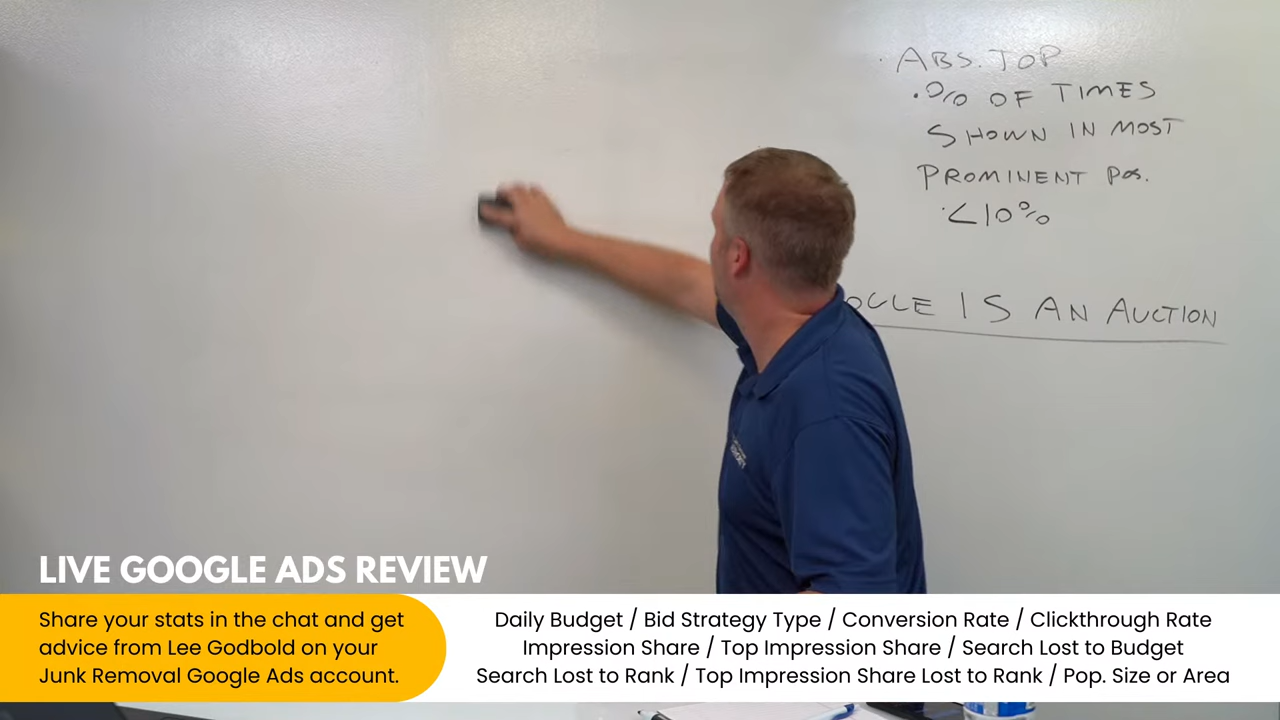 · ABS. TOP
· % OF TIMES
SHOWN IN MOST
PROMINENT POS.
· <10%
OGLE IS AN AUCTION
LIVE GOOGLE ADS REVIEW
Share your stats in the chat and get
advice from Lee Godbold on your
Junk Removal Google Ads account.
Daily Budget / Bid Strategy Type / Conversion Rate / Clickthrough Rate
Impression Share / Top Impression Share / Search Lost to Budget
Search Lost to Rank / Top Impression Share Lost to Rank / Pop. Size or Area